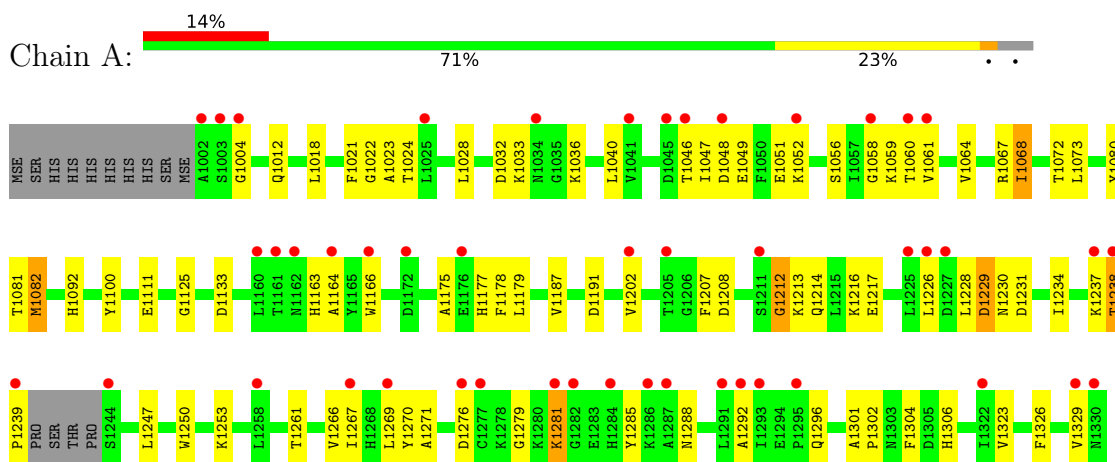 14%
Chain A:
71% 23% • •
MSE SER HIS HIS HIS HIS HIS HIS SER MSE A1002 S1003 G1004 Q1012 L1018 F1021 G1022 A1023 T1024 L1025 L1028 D1032 K1033 N1034 G1035 K1036 L1040 V1041 D1045 T1046 I1047 D1048 E1049 F1050 E1051 K1052 S1056 I1057 G1058 K1059 T1060 V1061 V1064 R1067 I1068 T1072 L1073
T1081 M1082 H1092 Y1100 E1111 G1125 D1133 L1160 T1161 N1162 H1163 A1164 Y1165 W1166 D1172 A1175 E1176 H1177 F1178 L1179 V1187 D1191 V1202 T1205 G1206 F1207 D1208 S1211 G1212 K1213 Q1214 L1215 K1216 E1217 L1225 L1226 D1227 L1228 D1229 N1230 D1231 I1234 K1237
P1239 PRO SER THR PRO S1244 L1247 W1250 K1253 L1258 T1261 V1266 I1267 H1268 L1269 Y1270 A1271 D1276 C1277 K1278 G1279 K1280 K1281 G1282 E1283 H1284 Y1285 K1286 A1287 N1288 L1291 A1292 I1293 E1294 P1295 Q1296 A1301 P1302 N1303 F1304 D1305 H1306 I1322 V1323 F1326 V1329 N1330